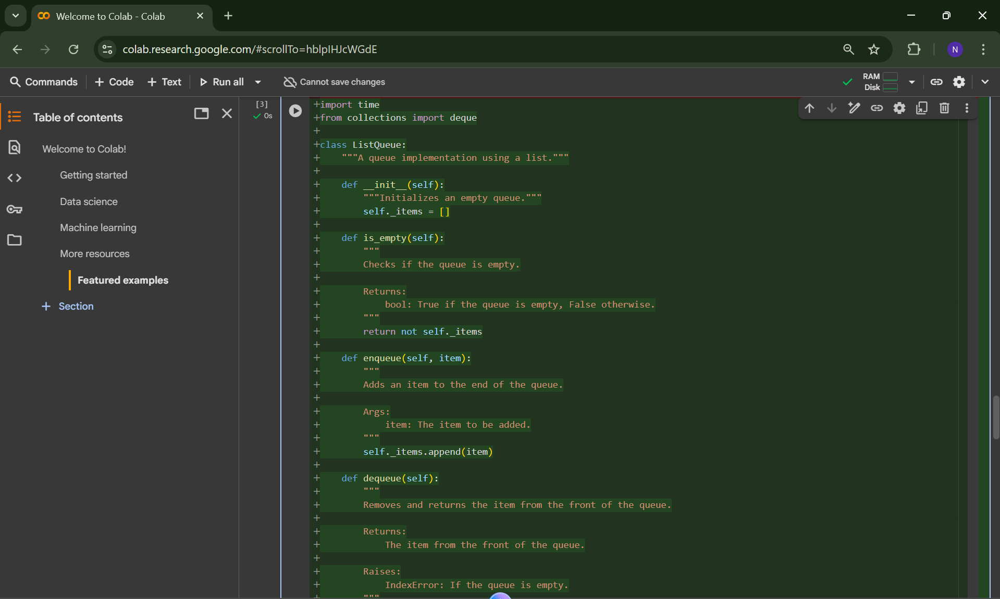 Welcome to Colab - Colab
colab.research.google.com/#scrollTo=hblpIHJcWGdE
N
Commands
+ Code
+ Text
Run all
Cannot save changes
RAM
Disk
Table of contents
Welcome to Colab!
Getting started
Data science
Machine learning
More resources
Featured examples
+ Section
[3]
0s
+import time
+from collections import deque
+
+class ListQueue:
+    """A queue implementation using a list."""
+
+    def __init__(self):
+        """Initializes an empty queue."""
+        self._items = []
+
+    def is_empty(self):
+        """
+        Checks if the queue is empty.
+
+        Returns:
+            bool: True if the queue is empty, False otherwise.
+        """
+        return not self._items
+
+    def enqueue(self, item):
+        """
+        Adds an item to the end of the queue.
+
+        Args:
+            item: The item to be added.
+        """
+        self._items.append(item)
+
+    def dequeue(self):
+        """
+        Removes and returns the item from the front of the queue.
+
+        Returns:
+            The item from the front of the queue.
+
+        Raises:
+            IndexError: If the queue is empty.
+        """